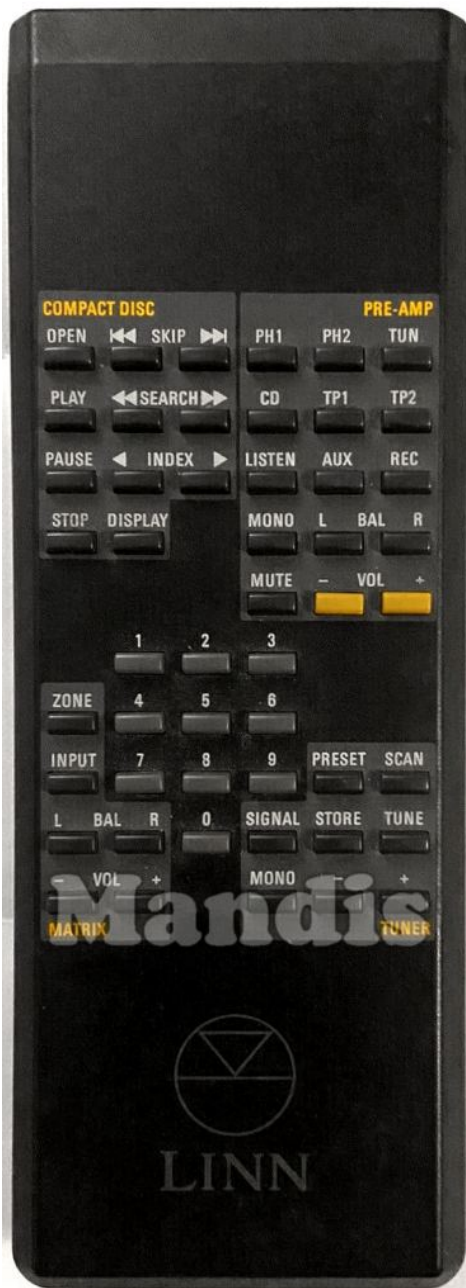 COMPACT DISC PRE-AMP
OPEN SKIP PH1 PH2 TUN
PLAY SEARCH CD TP1 TP2
PAUSE INDEX LISTEN AUX REC
STOP DISPLAY MONO L BAL R
MUTE - VOL +
1 2 3
ZONE 4 5 6
INPUT 7 8 9 PRESET SCAN
L BAL R 0 SIGNAL STORE TUNE
- VOL + MONO - +
Mandis
MATRIX TUNER
LINN